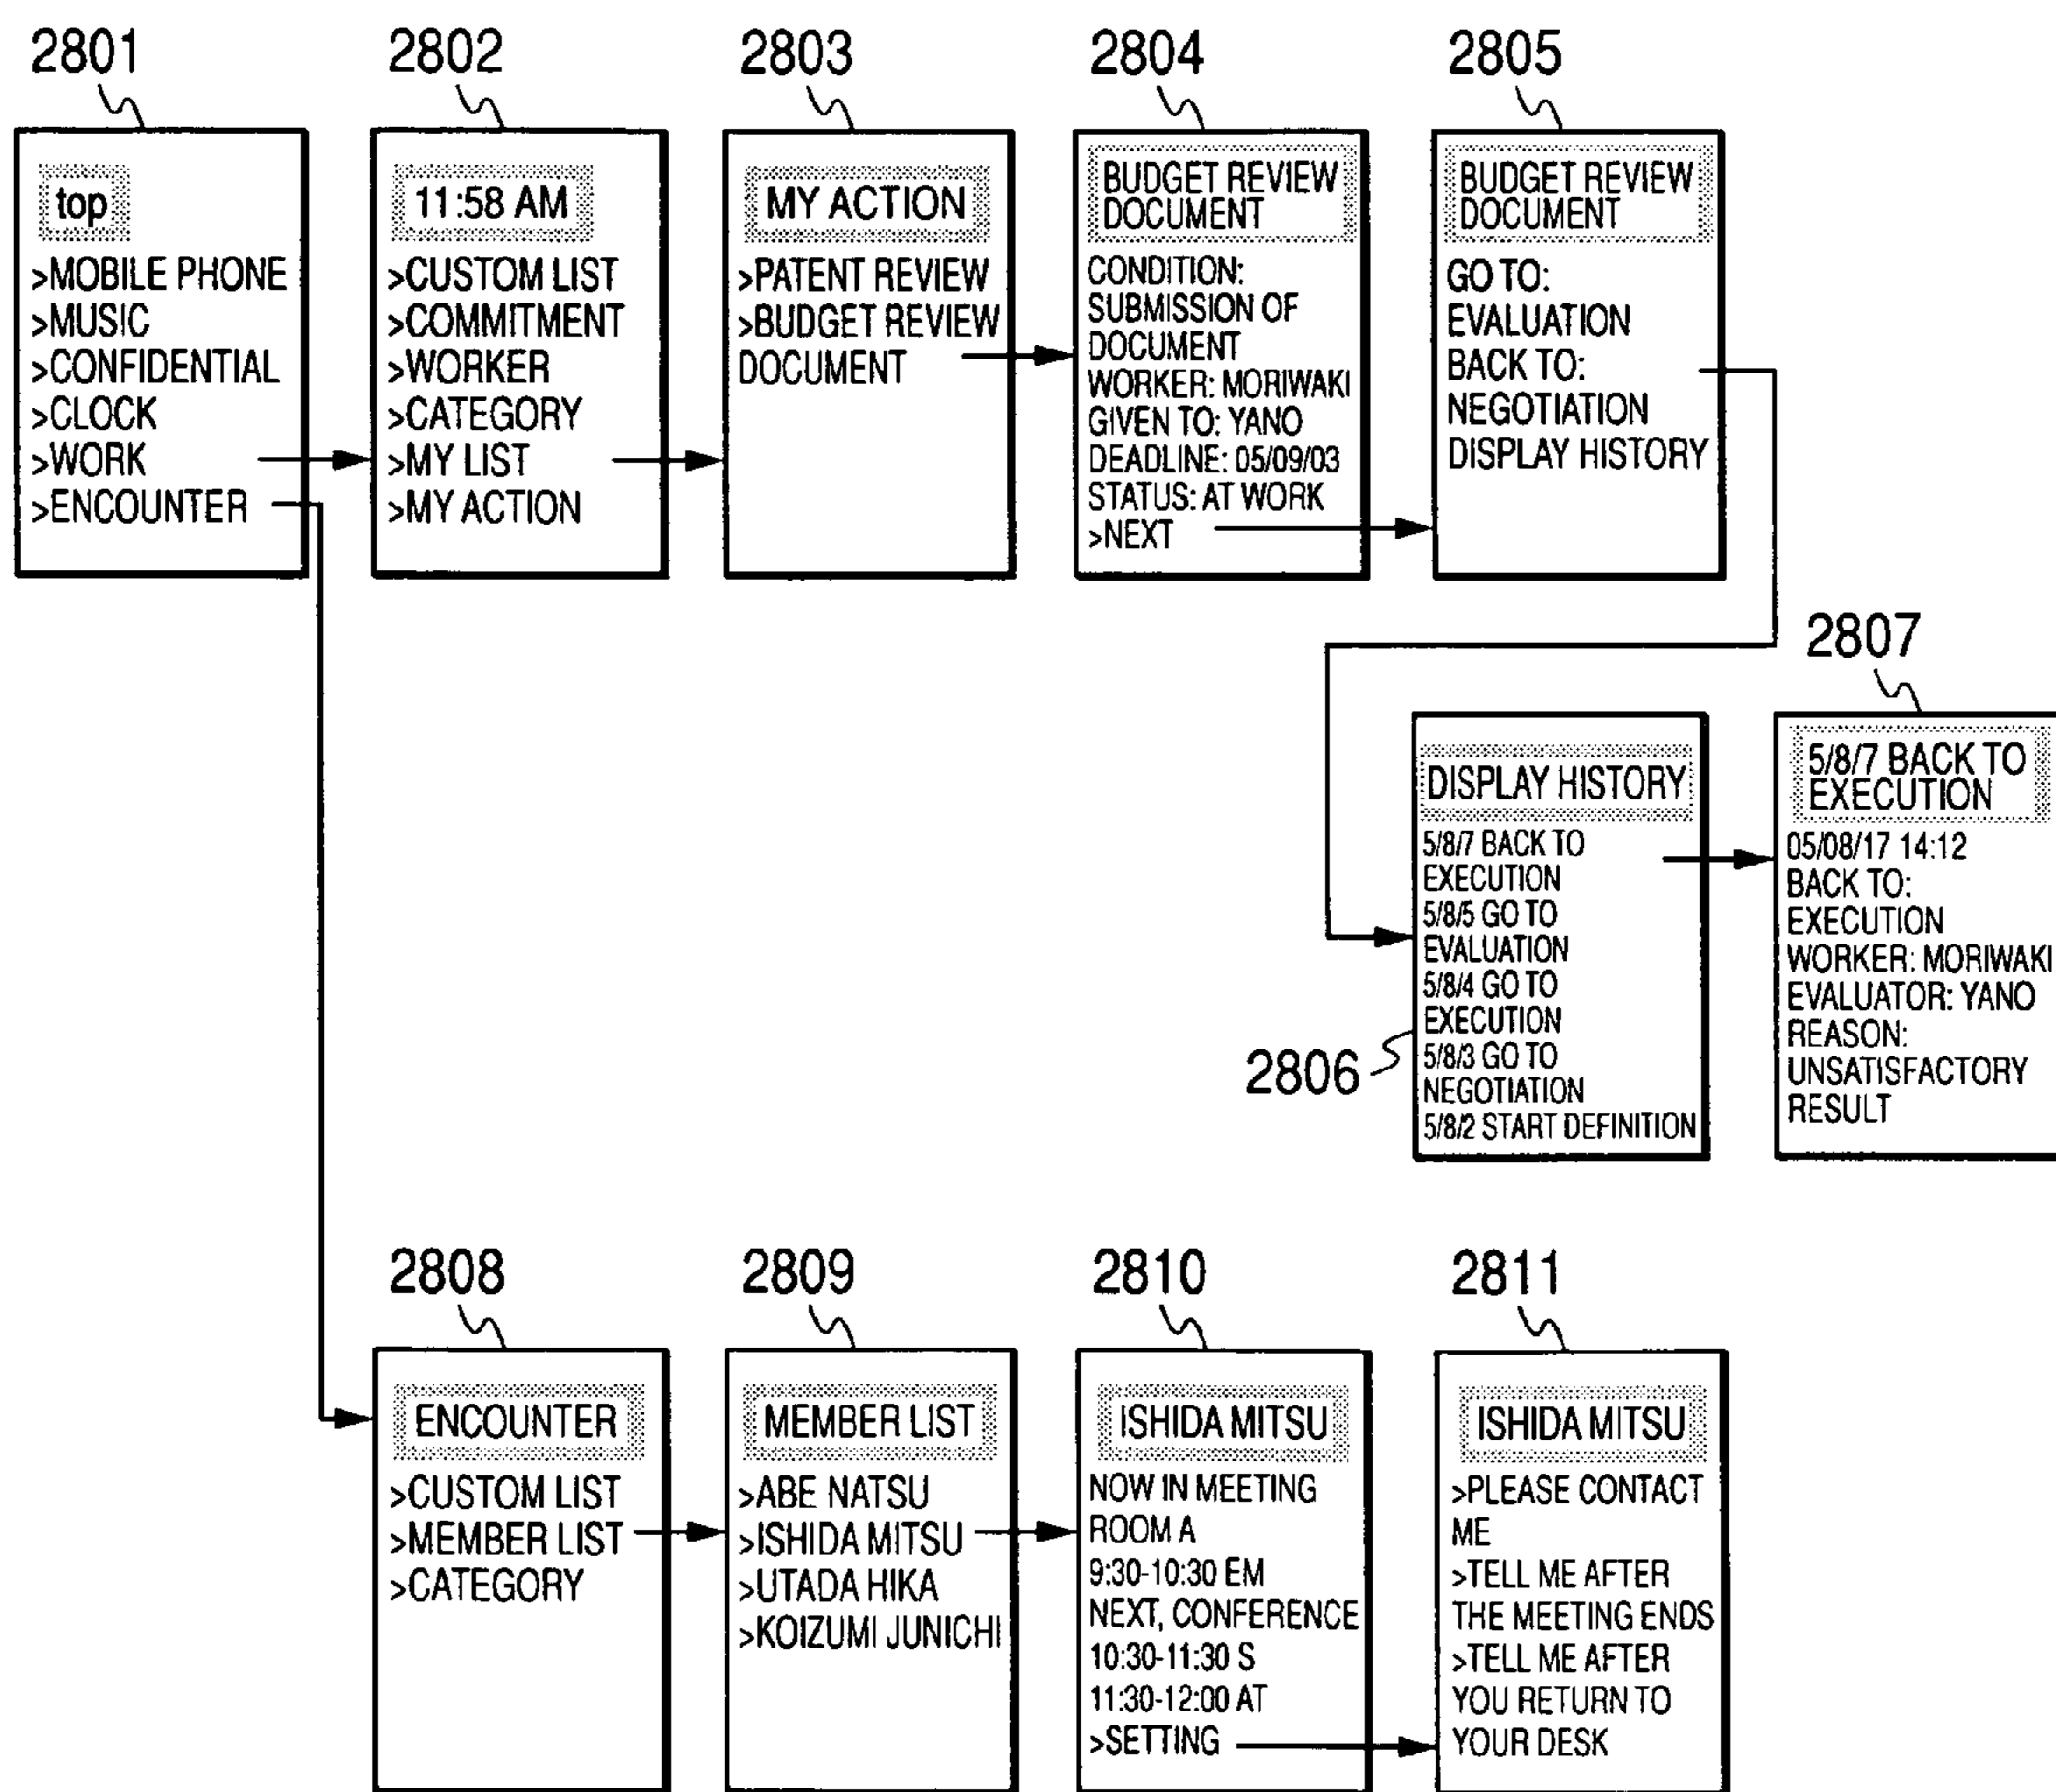 2801
top
>MOBILE PHONE
>MUSIC
>CONFIDENTIAL
>CLOCK
>WORK
>ENCOUNTER
2802
11:58 AM
>CUSTOM LIST
>COMMITMENT
>WORKER
>CATEGORY
>MY LIST
>MY ACTION
2803
MY ACTION
>PATENT REVIEW
>BUDGET REVIEW
DOCUMENT
2804
BUDGET REVIEW
DOCUMENT
CONDITION:
SUBMISSION OF
DOCUMENT
WORKER: MORIWAKI
GIVEN TO: YANO
DEADLINE: 05/09/03
STATUS: AT WORK
>NEXT
2805
BUDGET REVIEW
DOCUMENT
GO TO:
EVALUATION
BACK TO:
NEGOTIATION
DISPLAY HISTORY
2806
DISPLAY HISTORY
5/8/7 BACK TO
EXECUTION
5/8/5 GO TO
EVALUATION
5/8/4 GO TO
EXECUTION
5/8/3 GO TO
NEGOTIATION
5/8/2 START DEFINITION
2807
5/8/7 BACK TO
EXECUTION
05/08/17 14:12
BACK TO:
EXECUTION
WORKER: MORIWAKI
EVALUATOR: YANO
REASON:
UNSATISFACTORY
RESULT
2808
ENCOUNTER
>CUSTOM LIST
>MEMBER LIST
>CATEGORY
2809
MEMBER LIST
>ABE NATSU
>ISHIDA MITSU
>UTADA HIKA
>KOIZUMI JUNICHI
2810
ISHIDA MITSU
NOW IN MEETING
ROOM A
9:30-10:30 EM
NEXT, CONFERENCE
10:30-11:30 S
11:30-12:00 AT
>SETTING
2811
ISHIDA MITSU
>PLEASE CONTACT
ME
>TELL ME AFTER
THE MEETING ENDS
>TELL ME AFTER
YOU RETURN TO
YOUR DESK